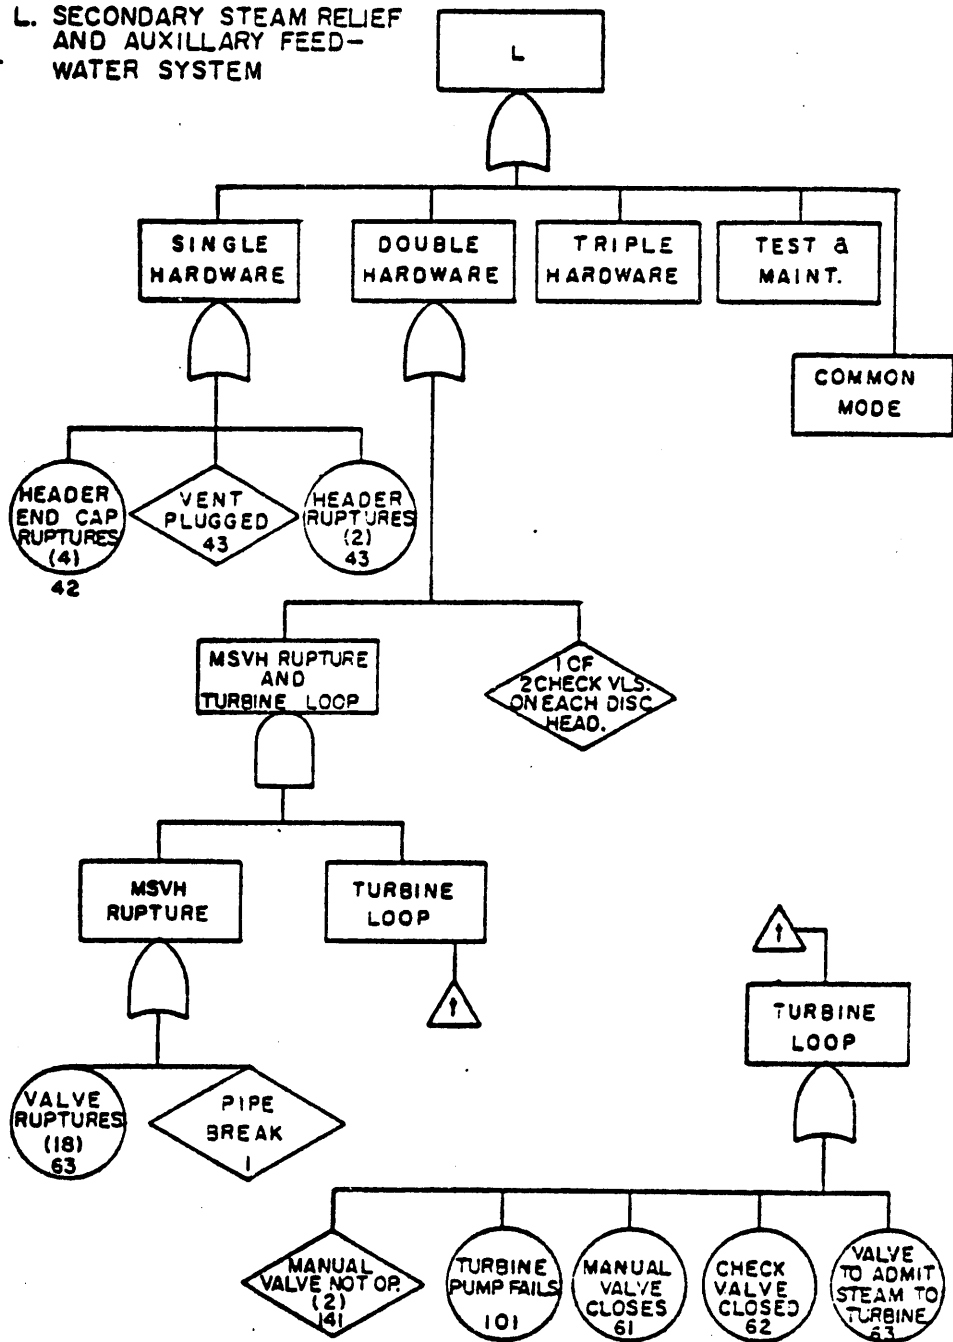 L. SECONDARY STEAM RELIEF
AND AUXILLARY FEED-
WATER SYSTEM
L
SINGLE
HARDWARE
DOUBLE
HARDWARE
TRIPLE
HARDWARE
TEST &
MAINT.
COMMON
MODE
HEADER
END CAP
RUPTURES
(4)
42
VENT
PLUGGED
43
HEADER
RUPTURES
(2)
43
MSVH RUPTURE
AND
TURBINE LOOP
1 OF
2 CHECK VLS.
ON EACH DISC
HEAD.
MSVH
RUPTURE
TURBINE
LOOP
1
1
TURBINE
LOOP
VALVE
RUPTURES
(18)
63
PIPE
BREAK
1
MANUAL
VALVE NOT OP.
(2)
141
TURBINE
PUMP FAILS
101
MANUAL
VALVE
CLOSES
61
CHECK
VALVE
CLOSED
62
VALVE
TO ADMIT
STEAM TO
TURBINE
63